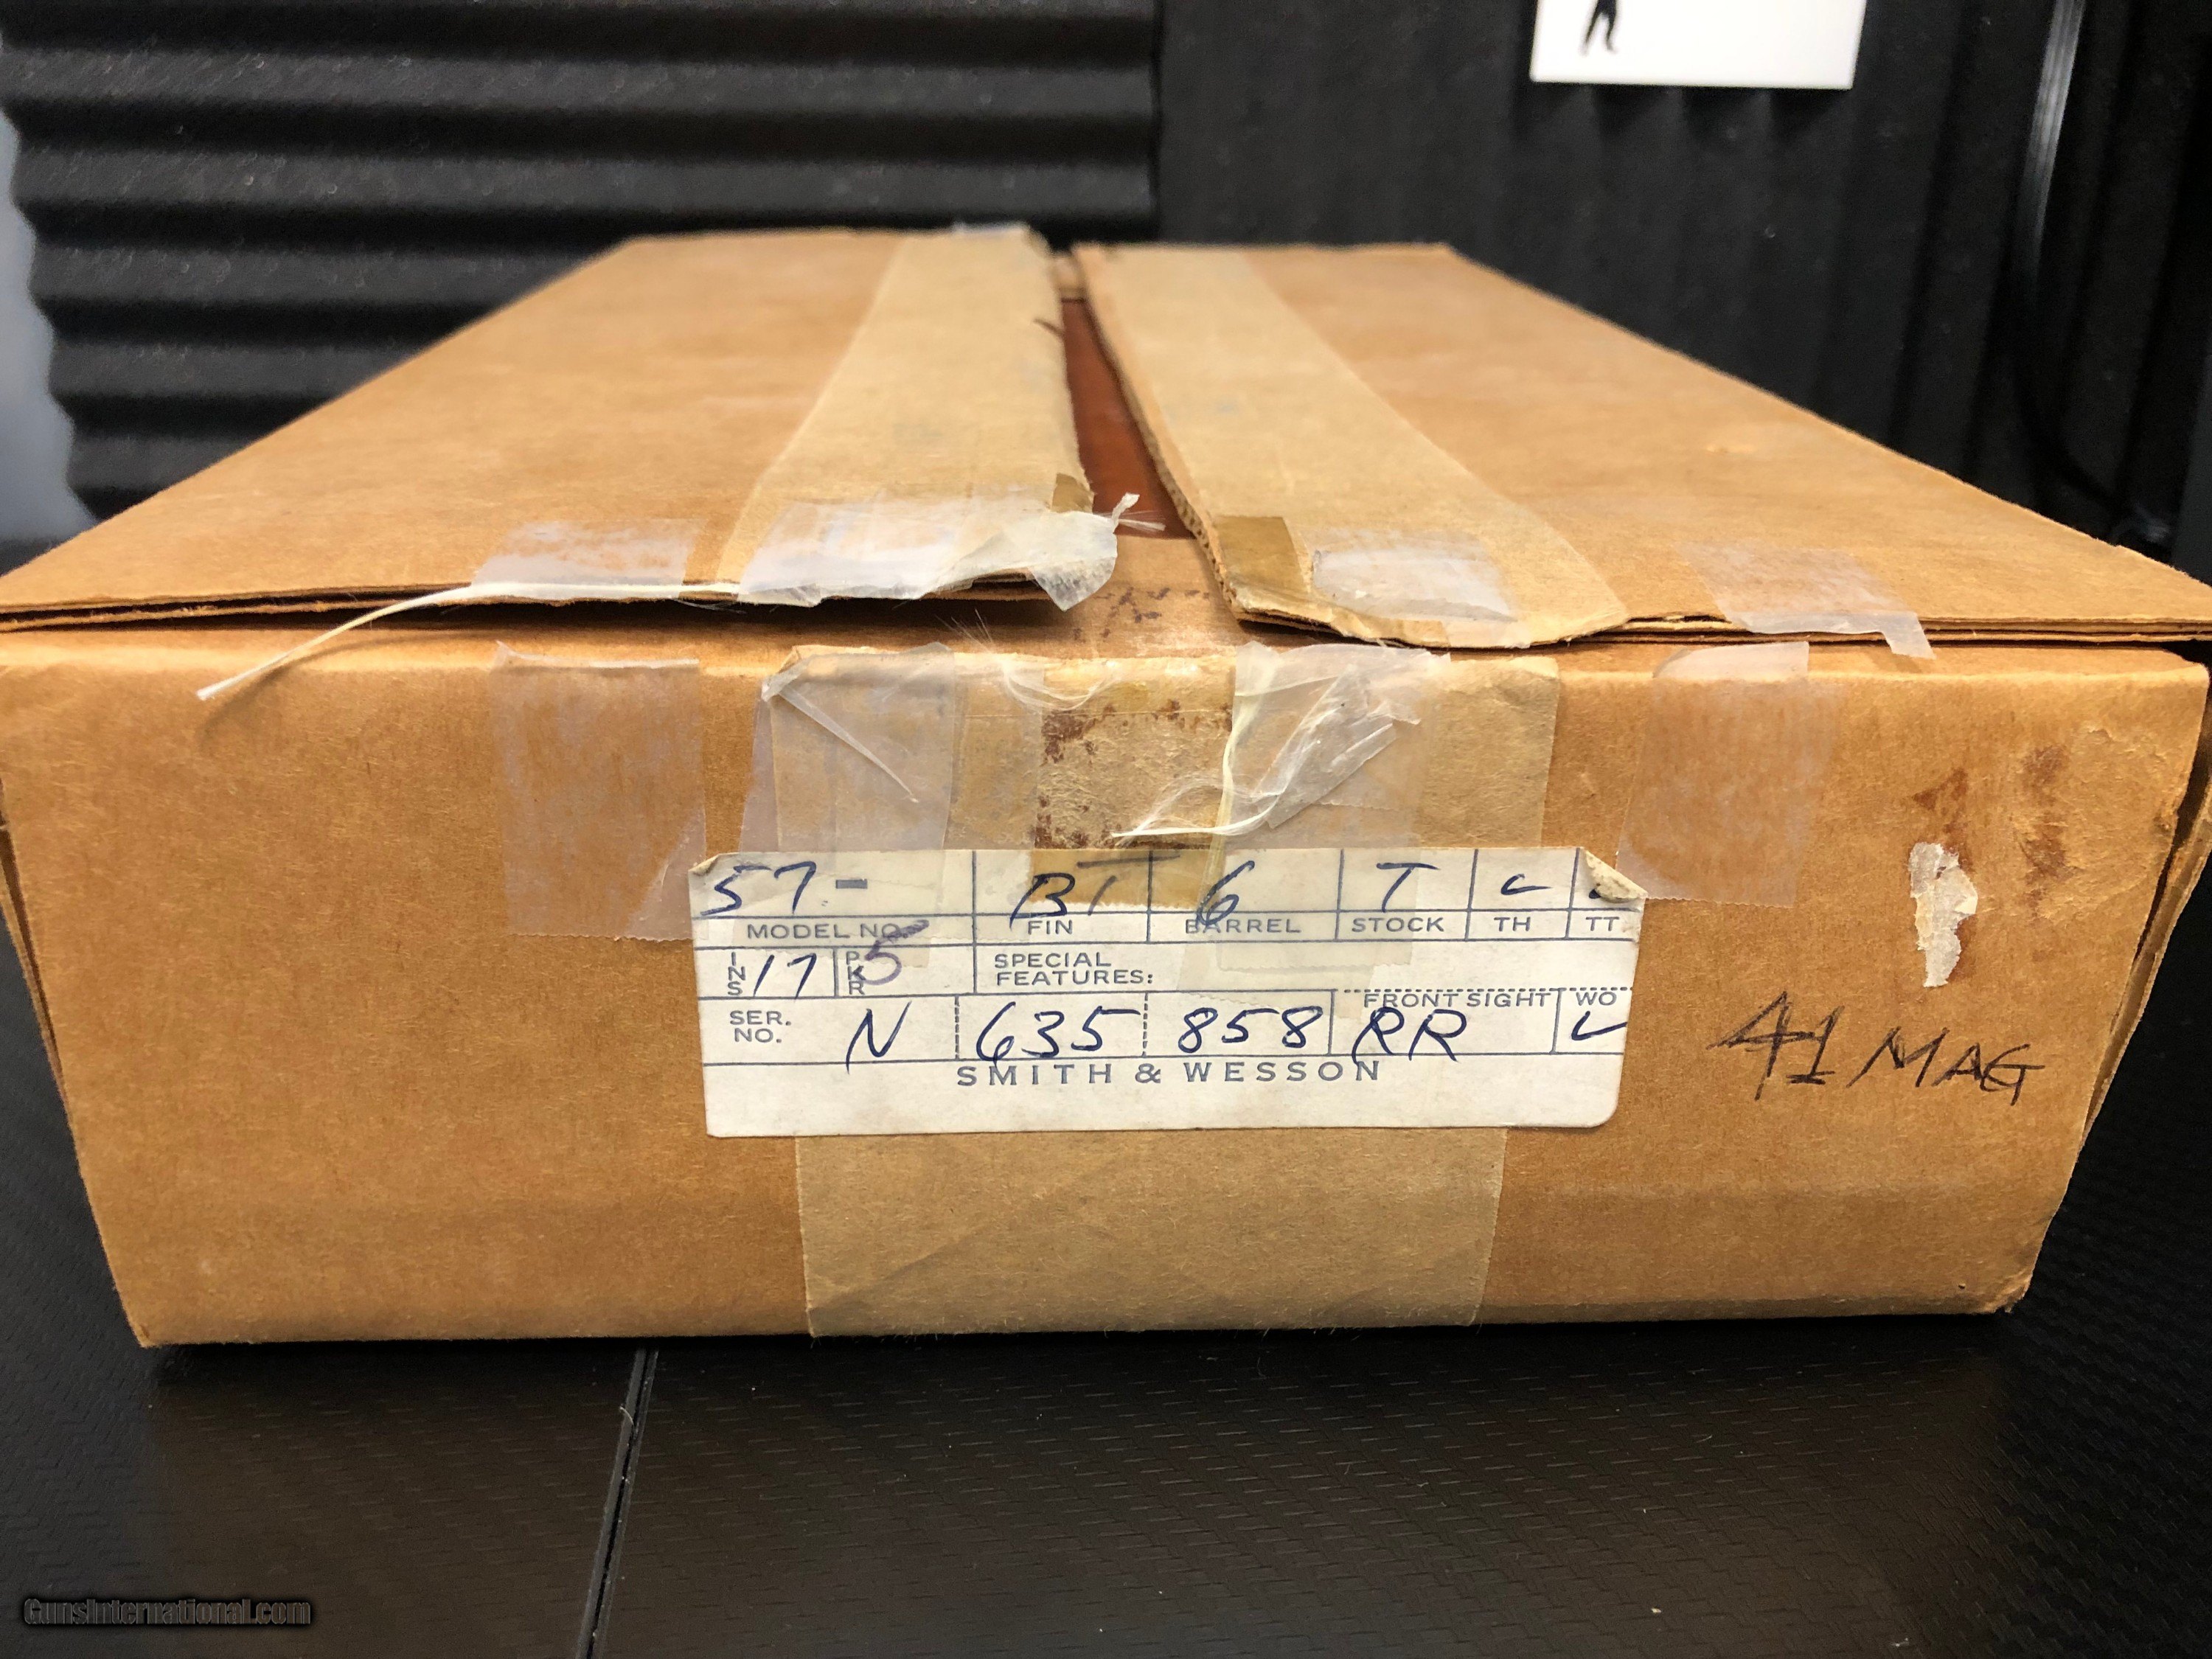 57- BT 6 T
MODEL NO. FIN BARREL STOCK TH TT
INS 17 PKR 5 SPECIAL
FEATURES:
FRONT SIGHT WO
SER.
NO. N 635 858 RR
SMITH & WESSON
41 MAG
GunsInternational.com